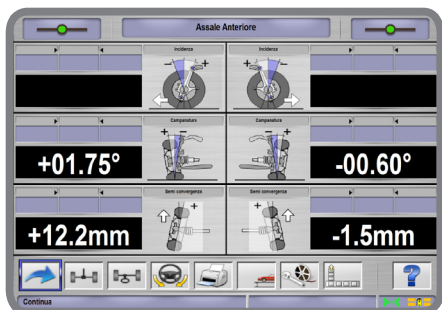 Assale Anteriore
Incidenza
Incidenza
Campanatura
Campanatura
+01.75°
-00.60°
Semi convergenza
Semi convergenza
+12.2mm
-1.5mm
Continua